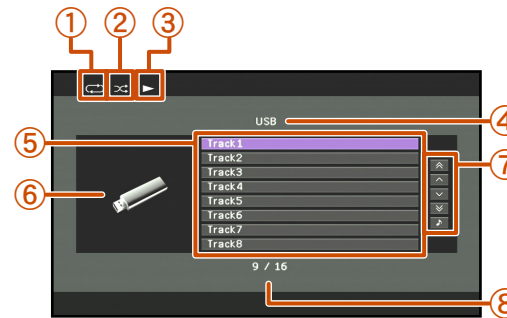 ① ② ③
USB ④
⑤ Track1
Track2
Track3 ⑦
Track4
⑥ Track5
Track6
Track7
Track8
9 / 16
⑧